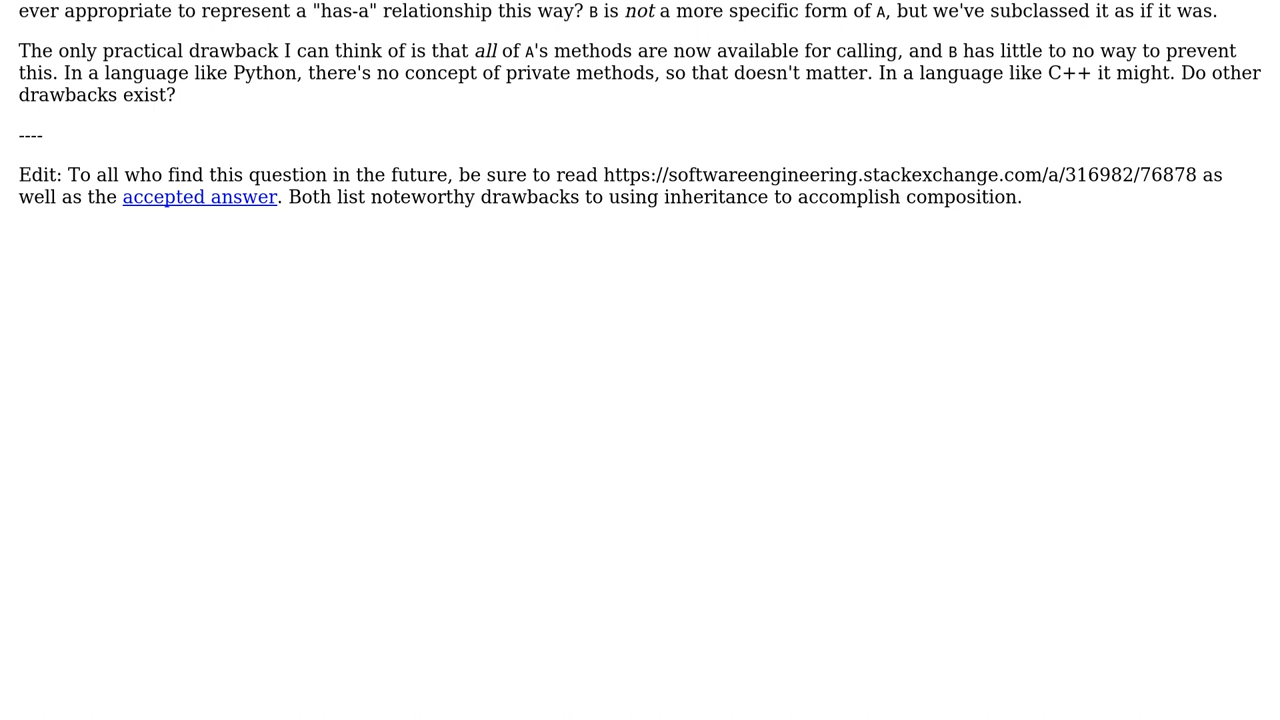 ever appropriate to represent a "has-a" relationship this way? B is not a more specific form of A, but we've subclassed it as if it was.
The only practical drawback I can think of is that all of A's methods are now available for calling, and B has little to no way to prevent
this. In a language like Python, there's no concept of private methods, so that doesn't matter. In a language like C++ it might. Do other
drawbacks exist?
----
Edit: To all who find this question in the future, be sure to read https://softwareengineering.stackexchange.com/a/316982/76878 as
well as the accepted answer. Both list noteworthy drawbacks to using inheritance to accomplish composition.